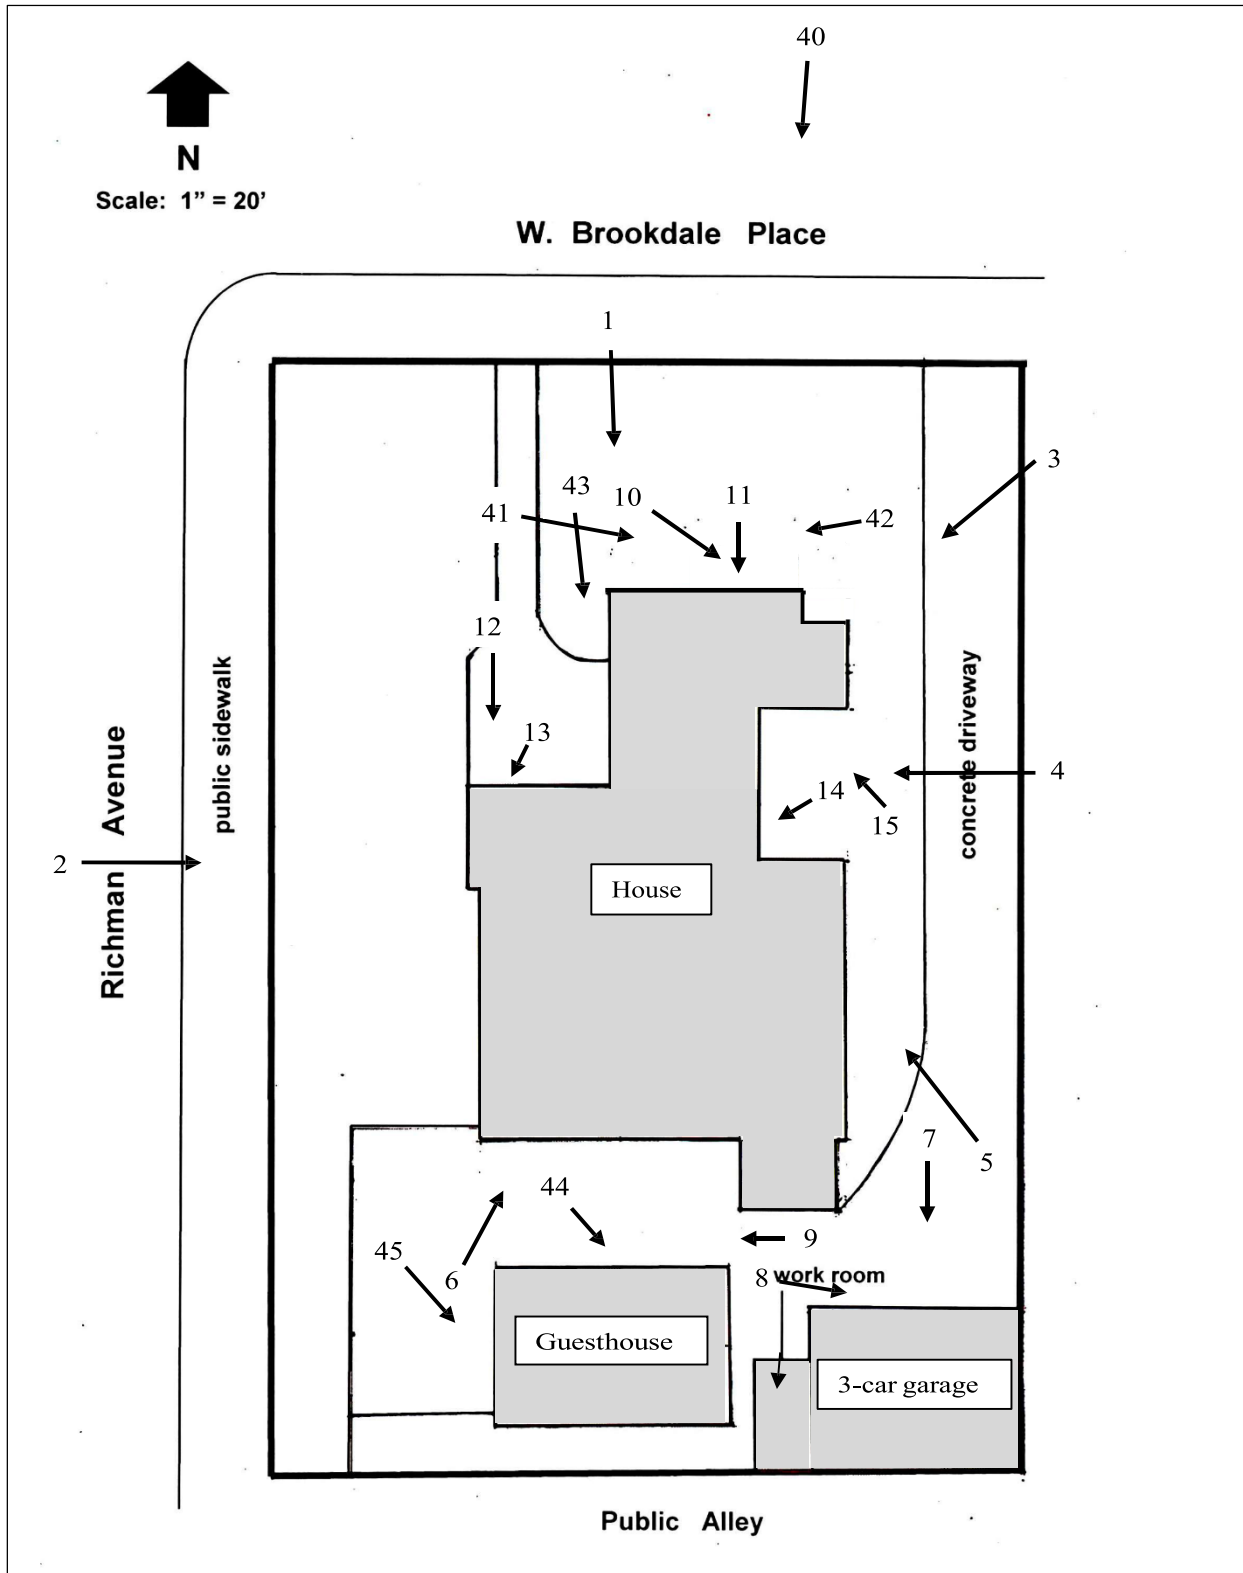 40
N
Scale: 1” = 20’
W. Brookdale Place
1
3
43
10
11
41
42
12
public sidewalk
concrete driveway
13
Richman Avenue
4
14
15
2
House
7
5
44
9
45
6
8
work room
Guesthouse
3-car garage
Public Alley